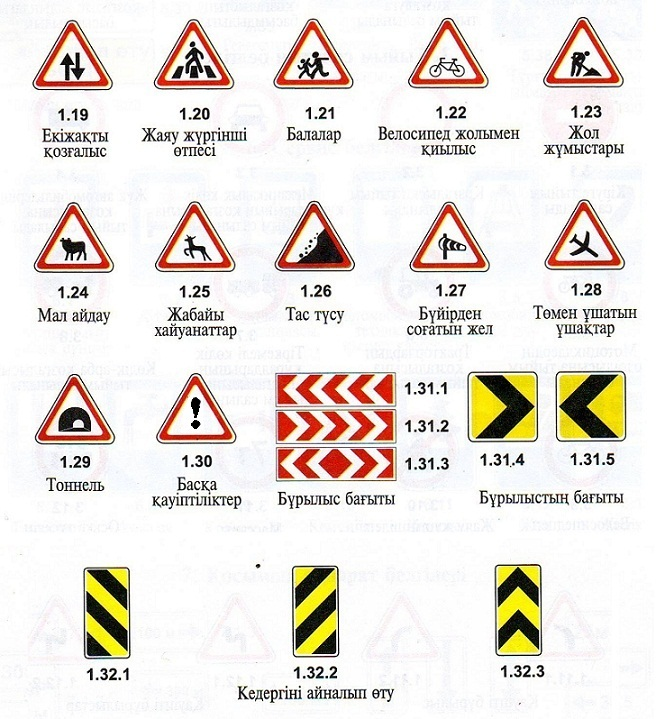 1.19 1.20 1.21 1.22 1.23
Екіжақты қозғалыс
Жаяу жүргінші өтпесі
Балалар
Велосипед жолымен қиылыс
Жол жұмыстары
1.24 1.25 1.26 1.27 1.28
Мал айдау
Жабайы хайуанаттар
Тас түсу
Бүйірден соғатын жел
Төмен ұшатын ұшақтар
1.29 1.30
Тоннель
Басқа қауіптіліктер
1.31.1
1.31.2
1.31.3
Бұрылыс бағыты
1.31.4 1.31.5
Бұрылыстың бағыты
1.32.1 1.32.2 1.32.3
Кедергіні айналып өту